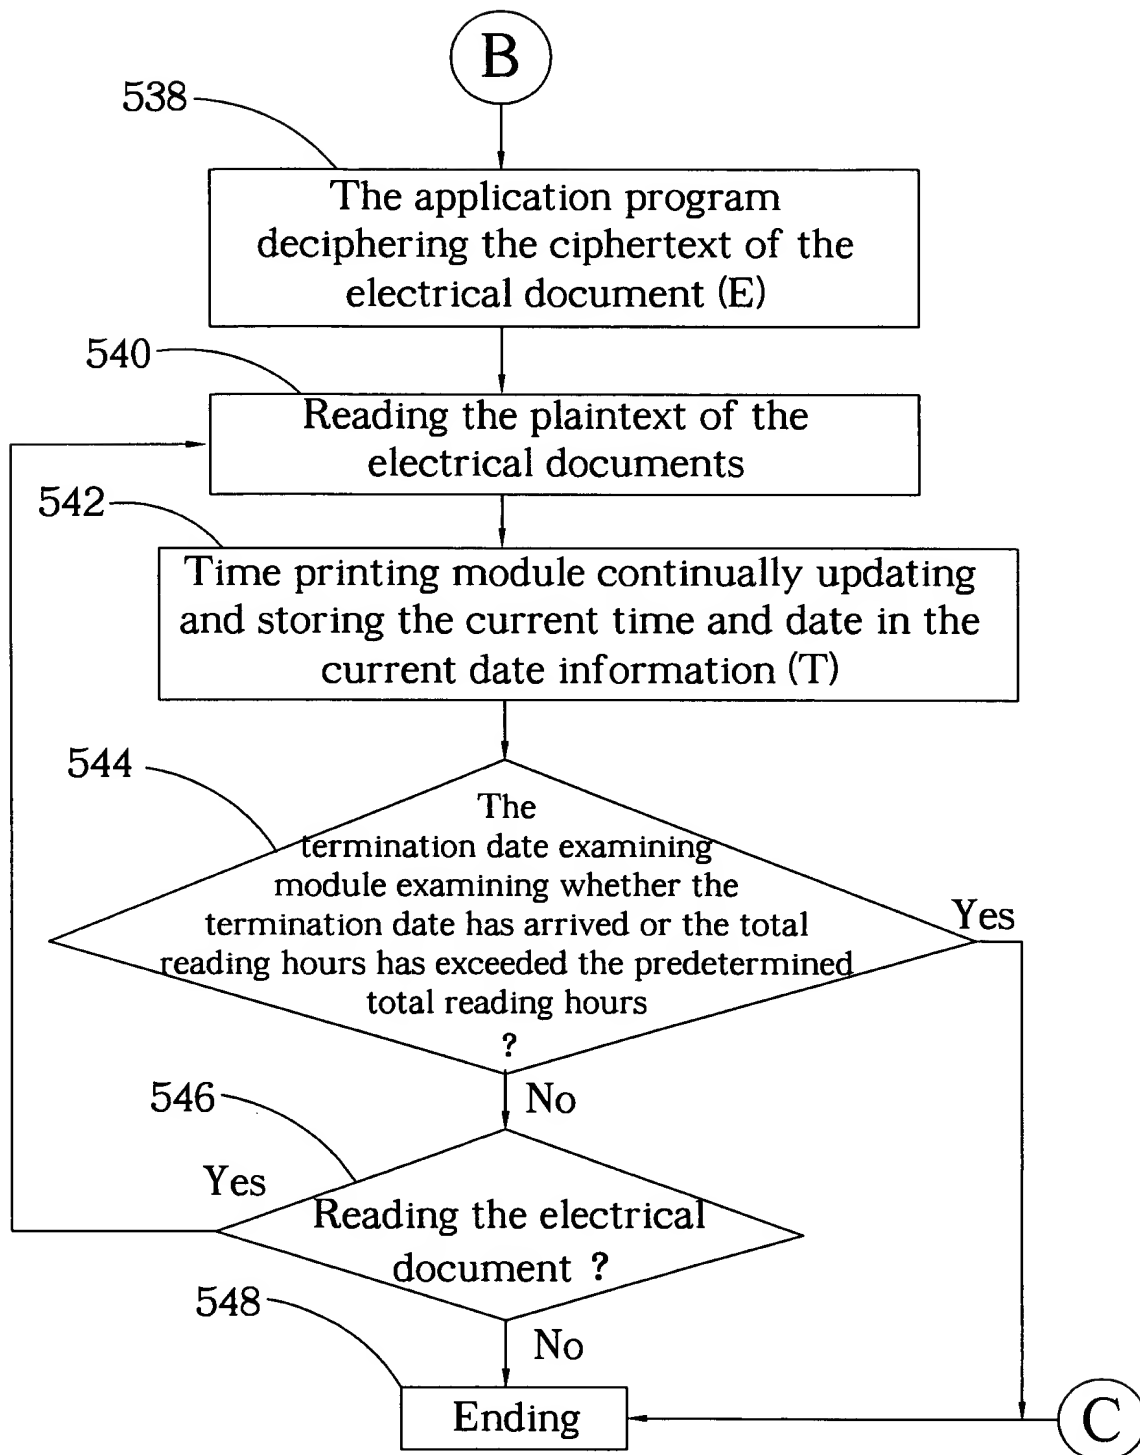 B
538
The application program
deciphering the ciphertext of the
electrical document (E)
540
Reading the plaintext of the
electrical documents
542
Time printing module continually updating
and storing the current time and date in the
current date information (T)
544
The
termination date examining
module examining whether the
termination date has arrived or the total
reading hours has exceeded the predetermined
total reading hours
?
Yes
No
546
Yes
Reading the electrical
document ?
548
No
Ending
C